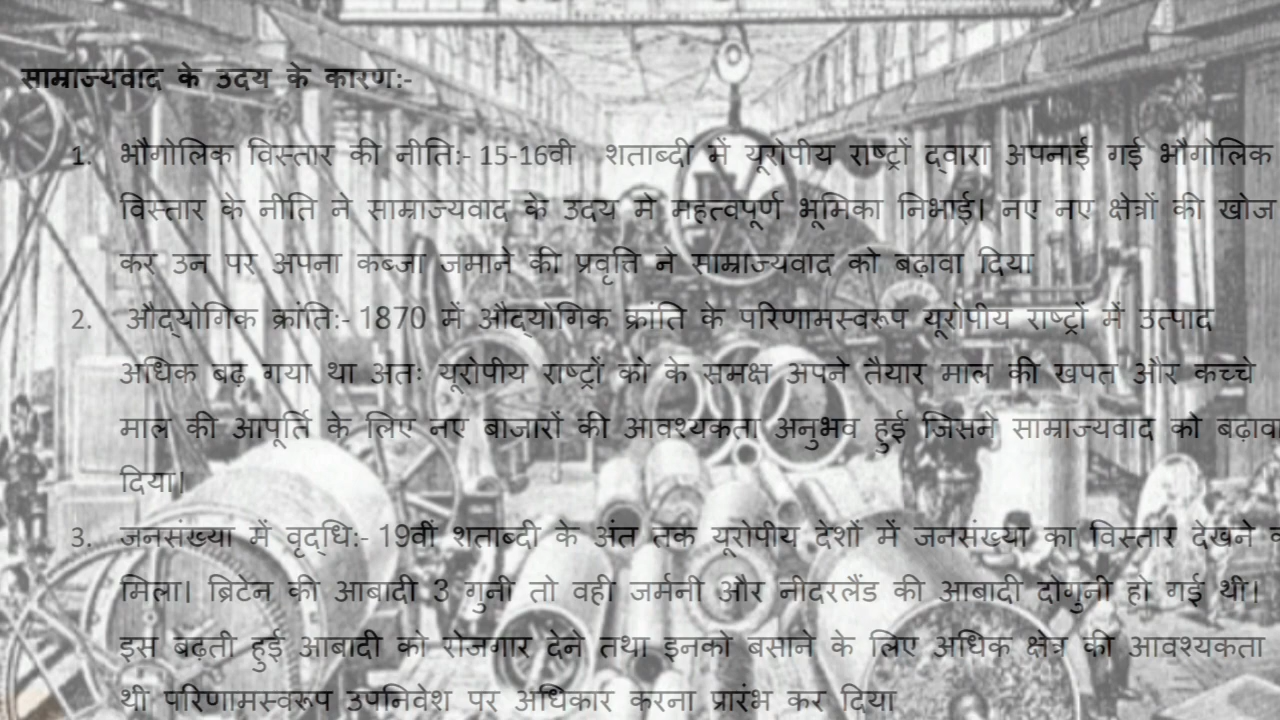 साम्राज्यवाद के उदय के कारण:-
1. भौगोलिक विस्तार की नीति:- 15-16वी शताब्दी में यूरोपीय राष्ट्रों द्वारा अपनाई गई भौगोलिक
विस्तार के नीति ने साम्राज्यवाद के उदय मे महत्वपूर्ण भूमिका निभाई। नए नए क्षेत्रों की खोज
कर उन पर अपना कब्जा जमाने की प्रवृत्ति ने साम्राज्यवाद को बढ़ावा दिया
2. औद्योगिक क्रांति:- 1870 में औद्योगिक क्रांति के परिणामस्वरूप यूरोपीय राष्ट्रों में उत्पाद
अधिक बढ़ गया था अतः यूरोपीय राष्ट्रों को के समक्ष अपने तैयार माल की खपत और कच्चे
माल की आपूर्ति के लिए नए बाजारों की आवश्यकता अनुभव हुई जिसने साम्राज्यवाद को बढ़ावा
दिया।
3. जनसंख्या में वृद्धि:- 19वीं शताब्दी के अंत तक यूरोपीय देशों में जनसंख्या का विस्तार देखने
मिला। ब्रिटेन की आबादी 3 गुनी तो वही जर्मनी और नीदरलैंड की आबादी दोगुनी हो गई थी।
इस बढ़ती हुई आबादी को रोजगार देने तथा इनको बसाने के लिए अधिक क्षेत्र की आवश्यकता
थी परिणामस्वरूप उपनिवेश पर अधिकार करना प्रारंभ कर दिया